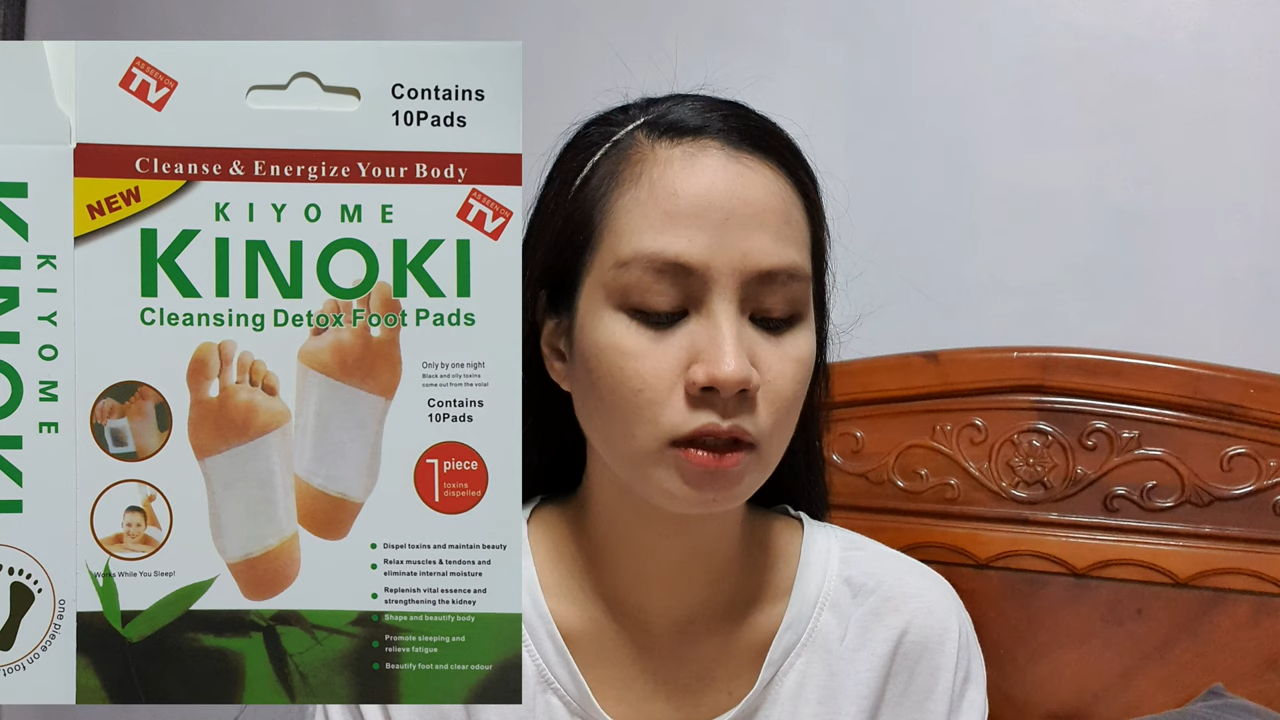 AS SEEN ON
TV
Contains
10Pads
Cleanse & Energize Your Body
NEW
AS SEEN ON
TV
KIYOME
KINOKI
Cleansing Detox Foot Pads
Only by one night
Black and oily toxins
come out from the volal
Contains
10Pads
1 piece
toxins
dispelled
Works While You Sleep!
Dispel toxins and maintain beauty
Relax muscles & tendons and
eliminate internal moisture
Replenish vital essence and
strengthening the kidney
Shape and beautify body
Promote sleeping and
relieve fatigue
Beautify foot and clear odour
KIYOME
KINOKI
one piece on foot